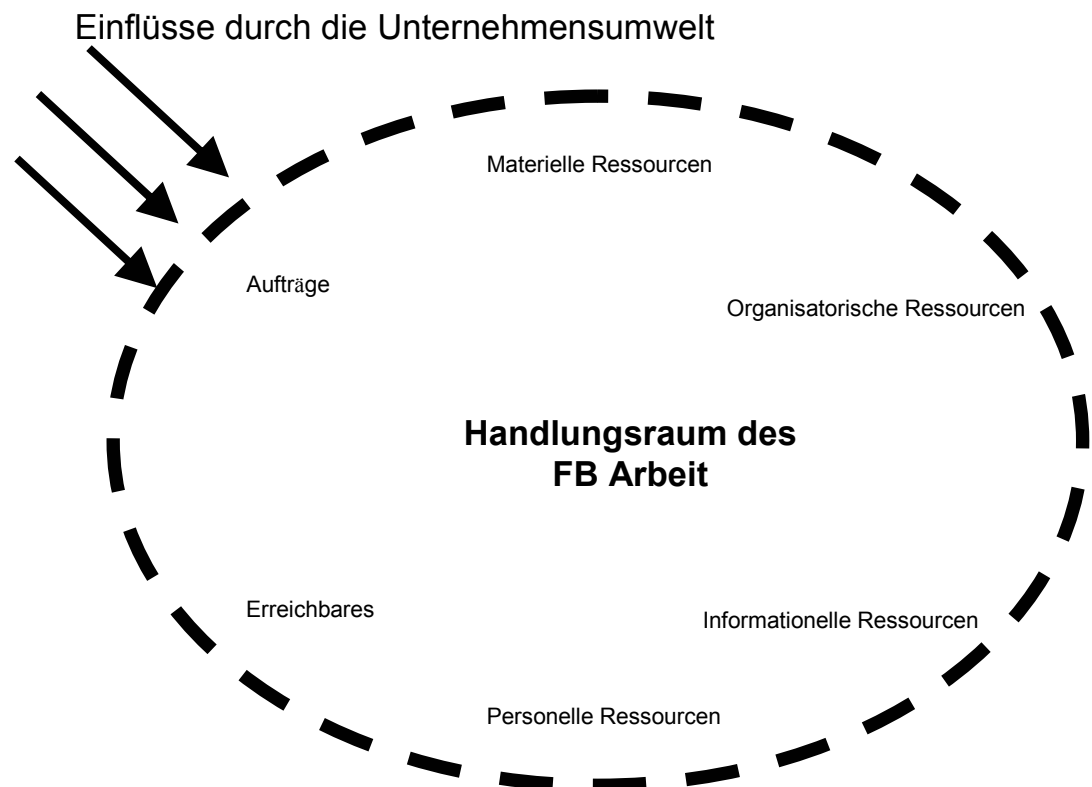 Einflüsse durch die Unternehmensumwelt
Materielle Ressourcen
Aufträge
Organisatorische Ressourcen
Handlungsraum des
FB Arbeit
Erreichbares
Informationelle Ressourcen
Personelle Ressourcen